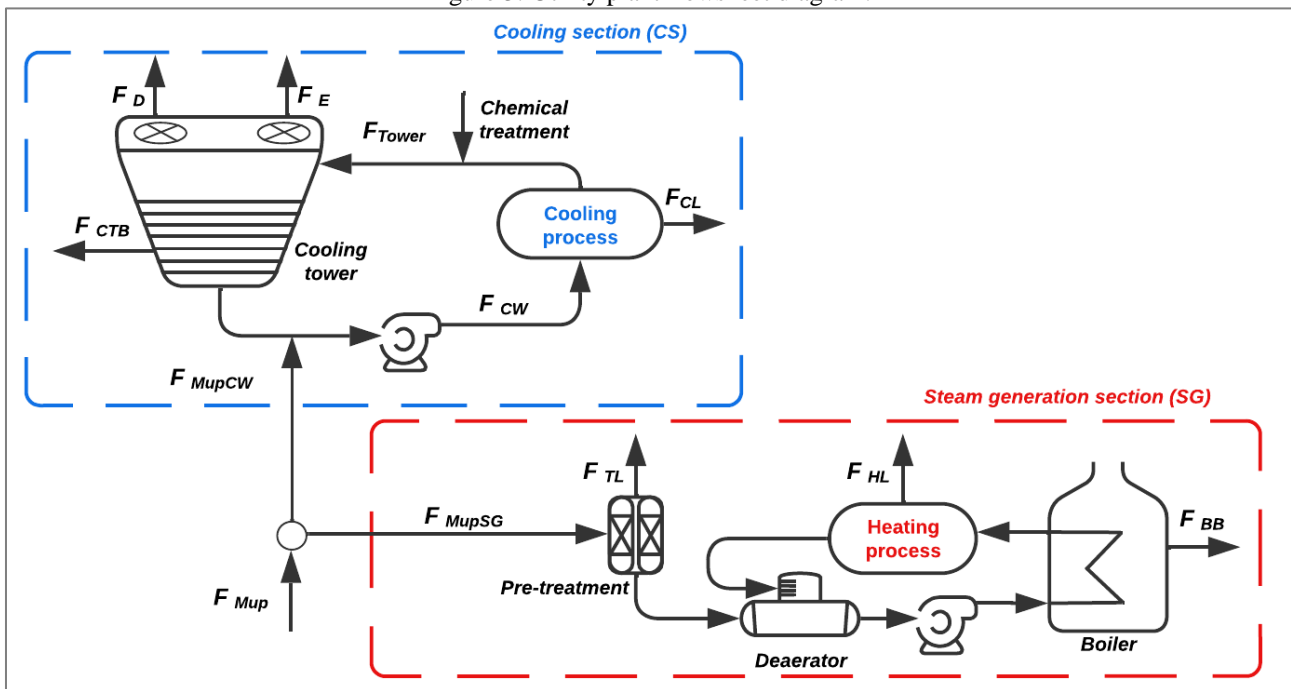 Cooling section (CS)
F D
F E
Chemical
treatment
F Tower
Cooling
process
F CL
F CTB
Cooling
tower
F CW
F MupCW
Steam generation section (SG)
F TL
F HL
F MupSG
Heating
process
F BB
Pre-treatment
F Mup
Deaerator
Boiler